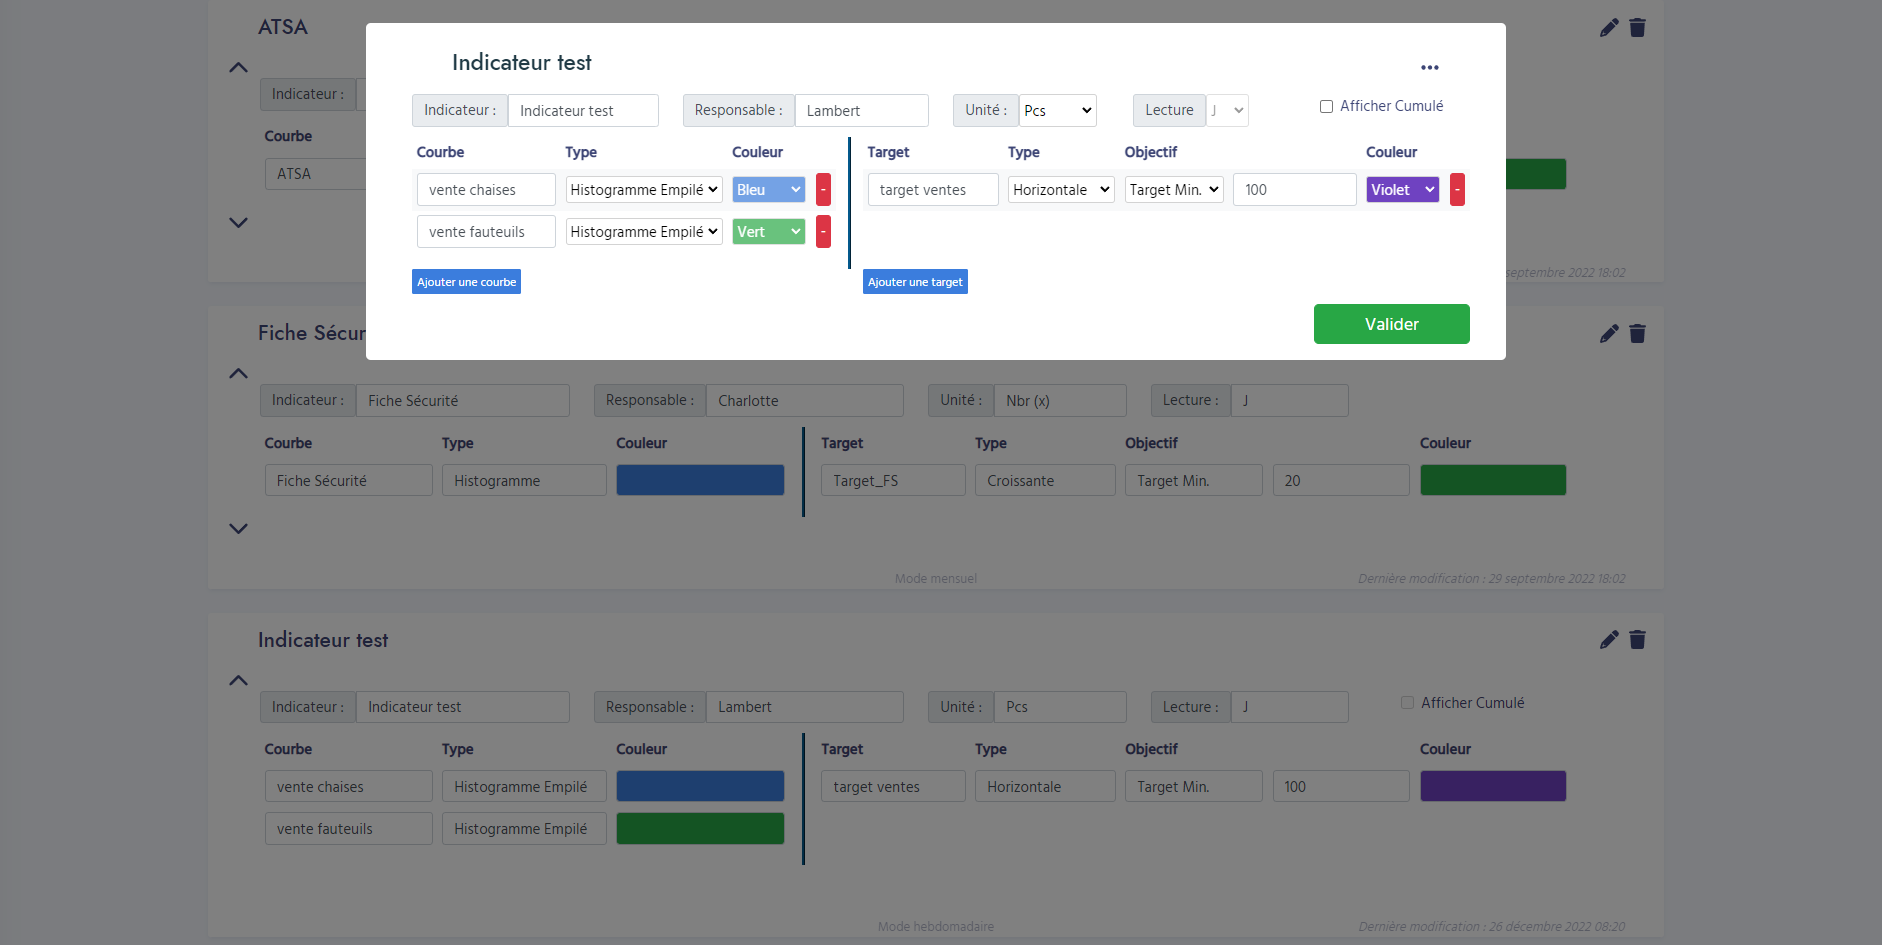 ATSA
Indicateur :
Courbe
ATSA
septembre 2022 18:02
Indicateur test
Indicateur : Indicateur test Responsable : Lambert Unité : Pcs Lecture J Afficher Cumulé
Courbe Type Couleur Target Type Objectif Couleur
vente chaises Histogramme Empilé Bleu - target ventes Horizontale Target Min. 100 Violet -
vente fauteuils Histogramme Empilé Vert -
Ajouter une courbe Ajouter une target
Valider
Fiche Sécur
Indicateur : Fiche Sécurité Responsable : Charlotte Unité : Nbr (x) Lecture : J
Courbe Type Couleur Target Type Objectif Couleur
Fiche Sécurité Histogramme Target_FS Croissante Target Min. 20
Mode mensuel Dernière modification : 29 septembre 2022 18:02
Indicateur test
Indicateur : Indicateur test Responsable : Lambert Unité : Pcs Lecture : J Afficher Cumulé
Courbe Type Couleur Target Type Objectif Couleur
vente chaises Histogramme Empilé target ventes Horizontale Target Min. 100
vente fauteuils Histogramme Empilé
Mode hebdomadaire Dernière modification : 26 décembre 2022 08:20